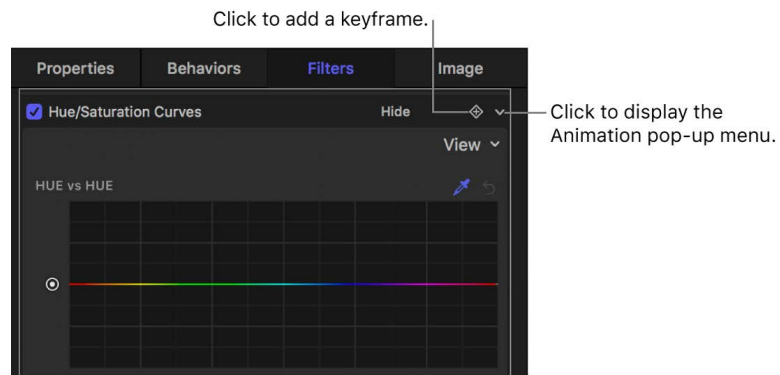 Click to add a keyframe.
Properties Behaviors Filters Image
Hue/Saturation Curves Hide
Click to display the
Animation pop-up menu.
View
HUE vs HUE